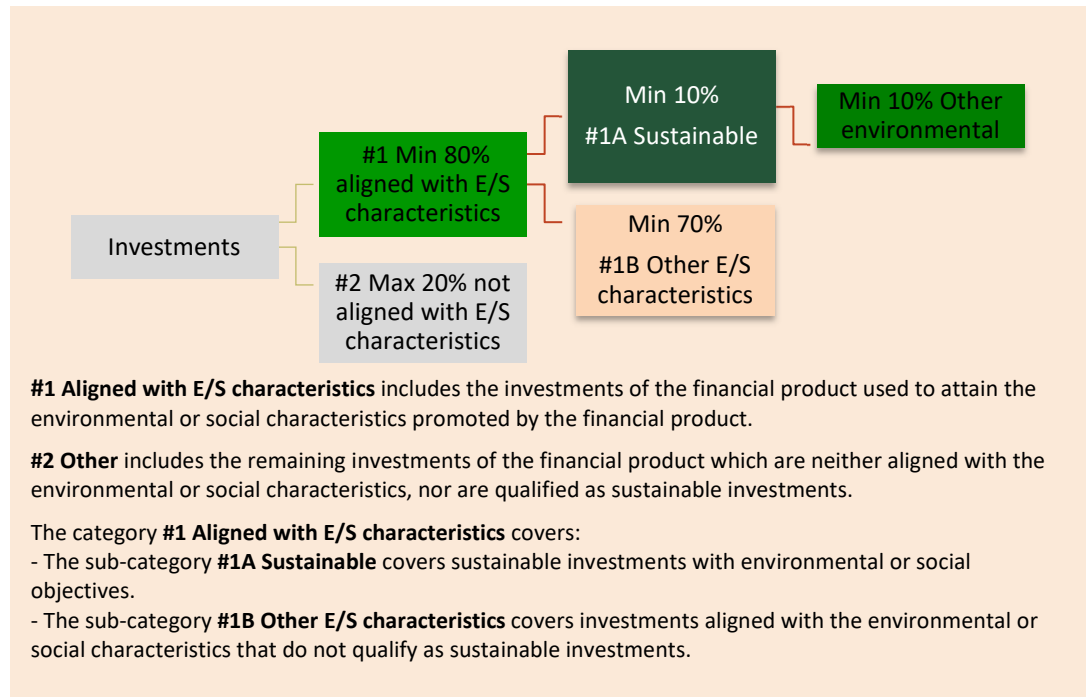 Min 10%
#1A Sustainable
Min 10% Other
environmental
#1 Min 80%
aligned with E/S
characteristics
Investments
Min 70%
#1B Other E/S
characteristics
#2 Max 20% not
aligned with E/S
characteristics
#1 Aligned with E/S characteristics includes the investments of the financial product used to attain the
environmental or social characteristics promoted by the financial product.
#2 Other includes the remaining investments of the financial product which are neither aligned with the
environmental or social characteristics, nor are qualified as sustainable investments.
The category #1 Aligned with E/S characteristics covers:
- The sub-category #1A Sustainable covers sustainable investments with environmental or social
objectives.
- The sub-category #1B Other E/S characteristics covers investments aligned with the environmental or
social characteristics that do not qualify as sustainable investments.